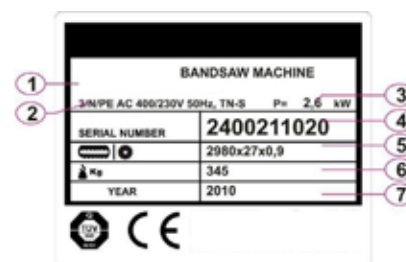 BANDSAW MACHINE
3/N/PE AC 400/230V 50Hz, TN-S P= 2,6 kW
SERIAL NUMBER 2400211020
2980x27x0,9
Kg 345
YEAR 2010
1
2
3
4
5
6
7
TÜV
CE